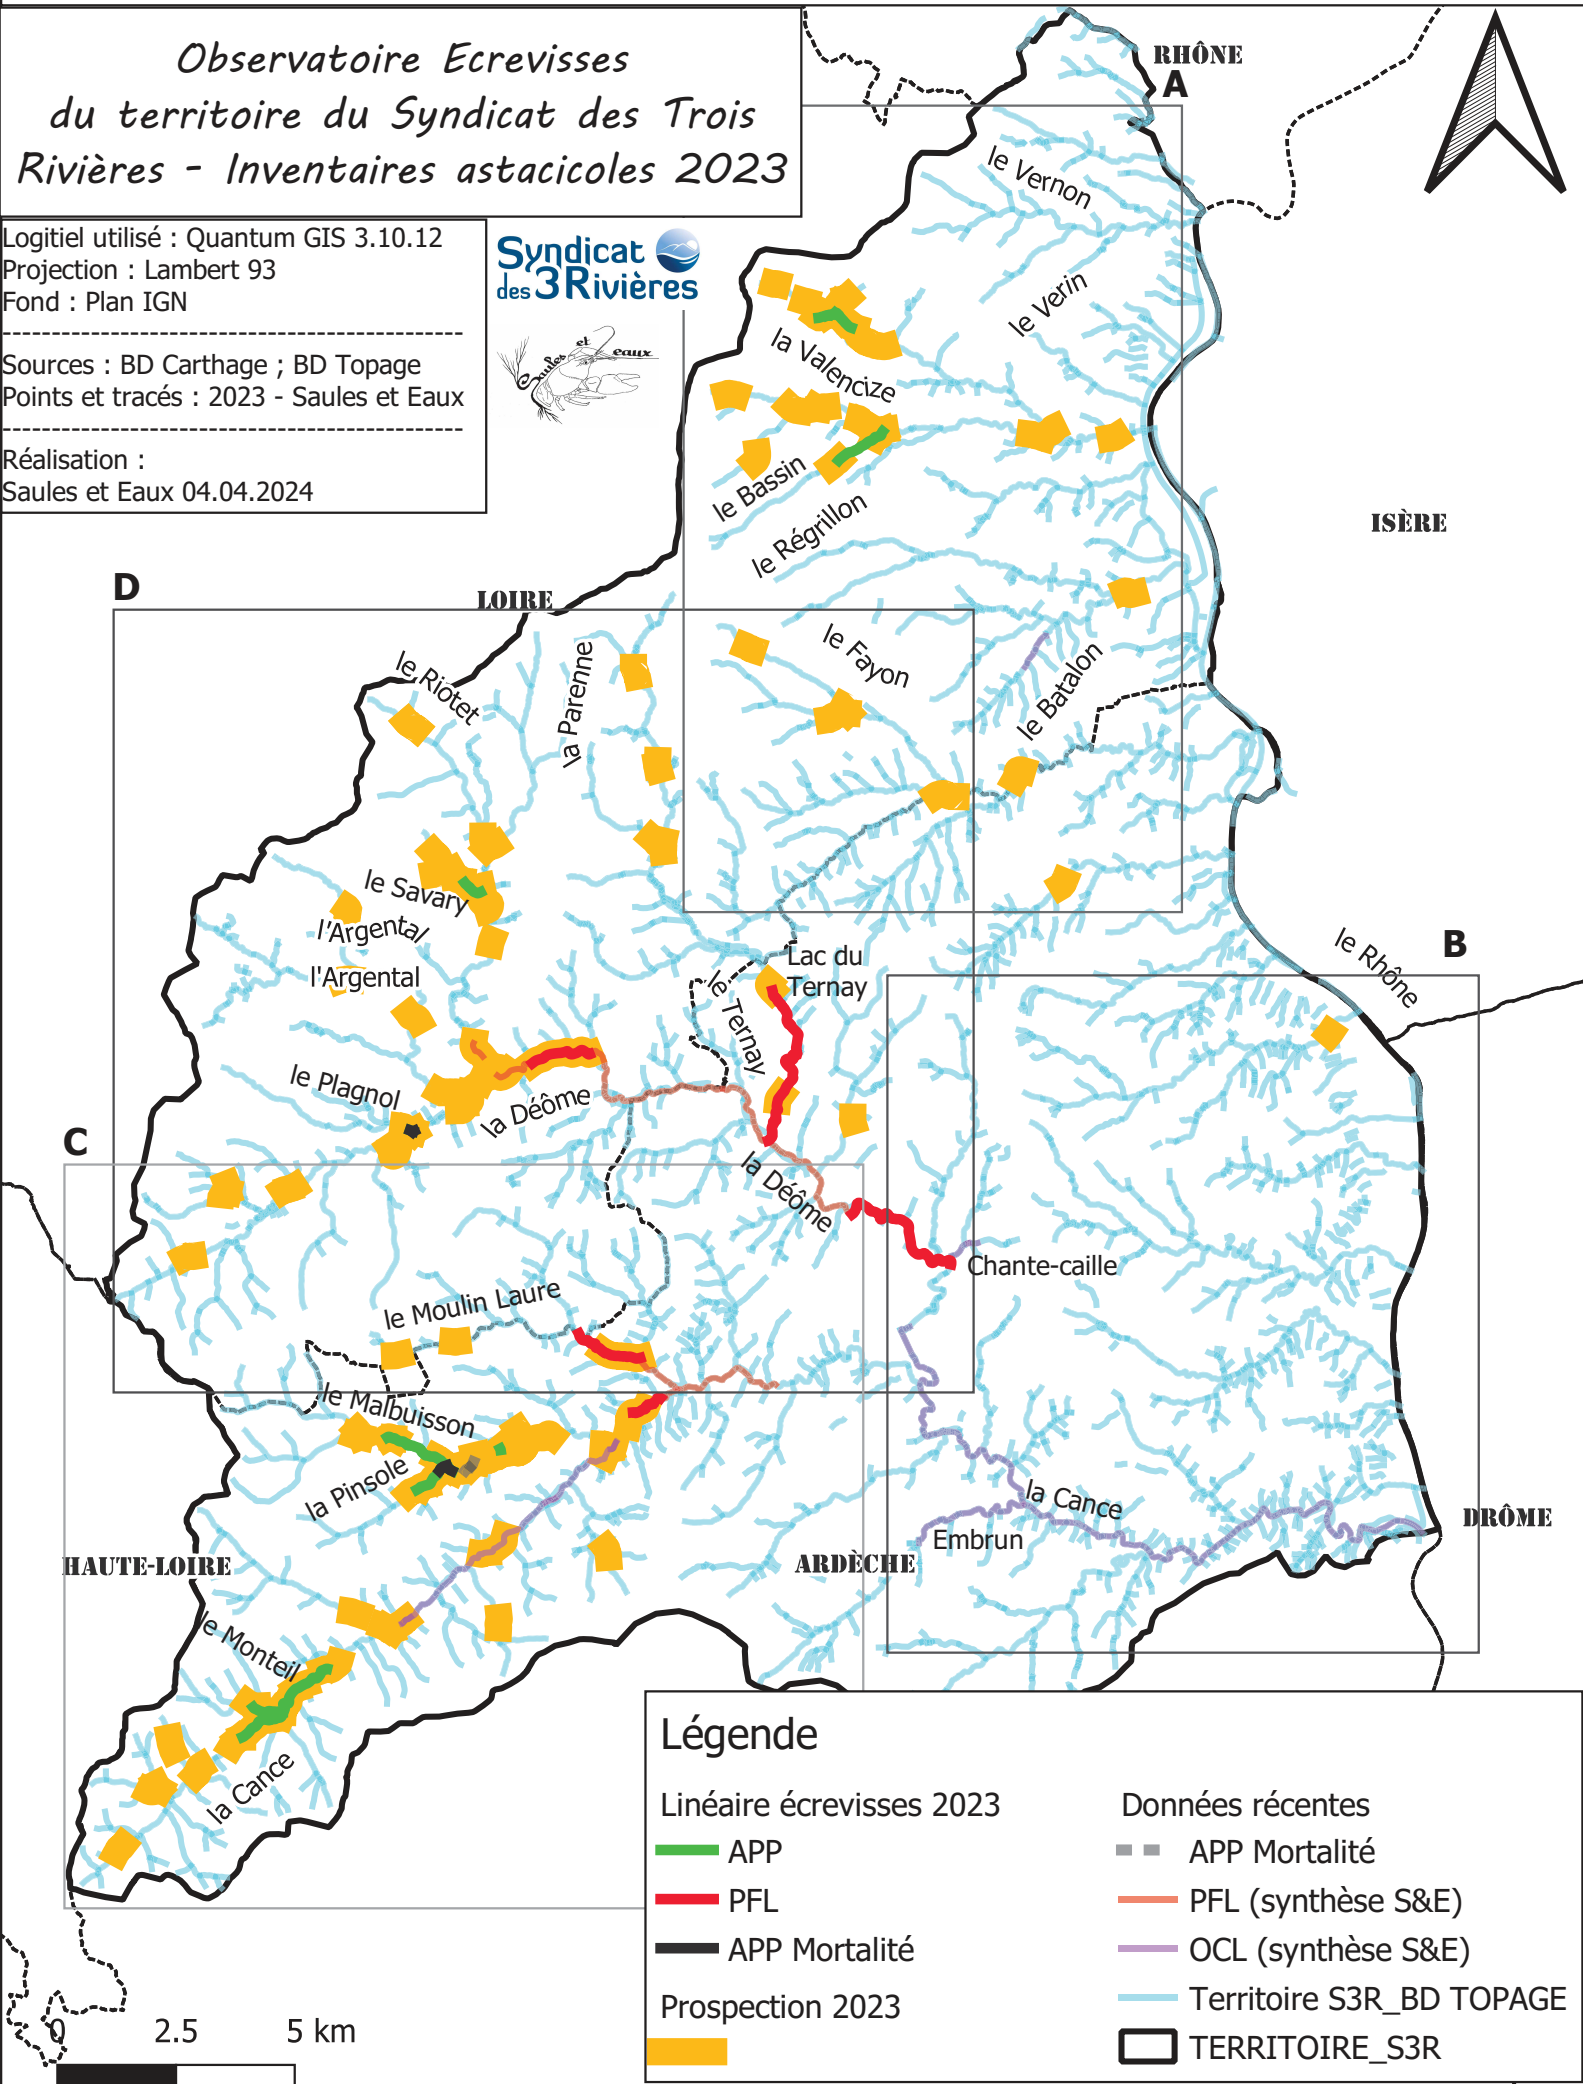 Observatoire Ecrevisses
du territoire du Syndicat des Trois
Rivières - Inventaires astacicoles 2023
Logitiel utilisé : Quantum GIS 3.10.12
Projection : Lambert 93
Fond : Plan IGN
Sources : BD Carthage ; BD Topage
Points et tracés : 2023 - Saules et Eaux
Réalisation :
Saules et Eaux 04.04.2024
Syndicat
des 3Rivières
Saules et eaux
RHÔNE
A
le Vernon
le Verin
la Valencize
le Bassin
le Régrillon
ISÈRE
D
LOIRE
le Riotet
la Parenne
le Fayon
le Batalon
le Savary
l'Argental
l'Argental
Lac du
Ternay
le Ternay
le Rhône
B
le Plagnol
la Déôme
C
la Déôme
Chante-caille
le Moulin Laure
le Malbuisson
la Pinsole
la Cance
Embrun
DRÔME
HAUTE-LOIRE
ARDÈCHE
le Monteil
la Cance
Légende
Linéaire écrevisses 2023
APP
PFL
APP Mortalité
Prospection 2023
Données récentes
APP Mortalité
PFL (synthèse S&E)
OCL (synthèse S&E)
Territoire S3R_BD TOPAGE
TERRITOIRE_S3R
0 2.5 5 km